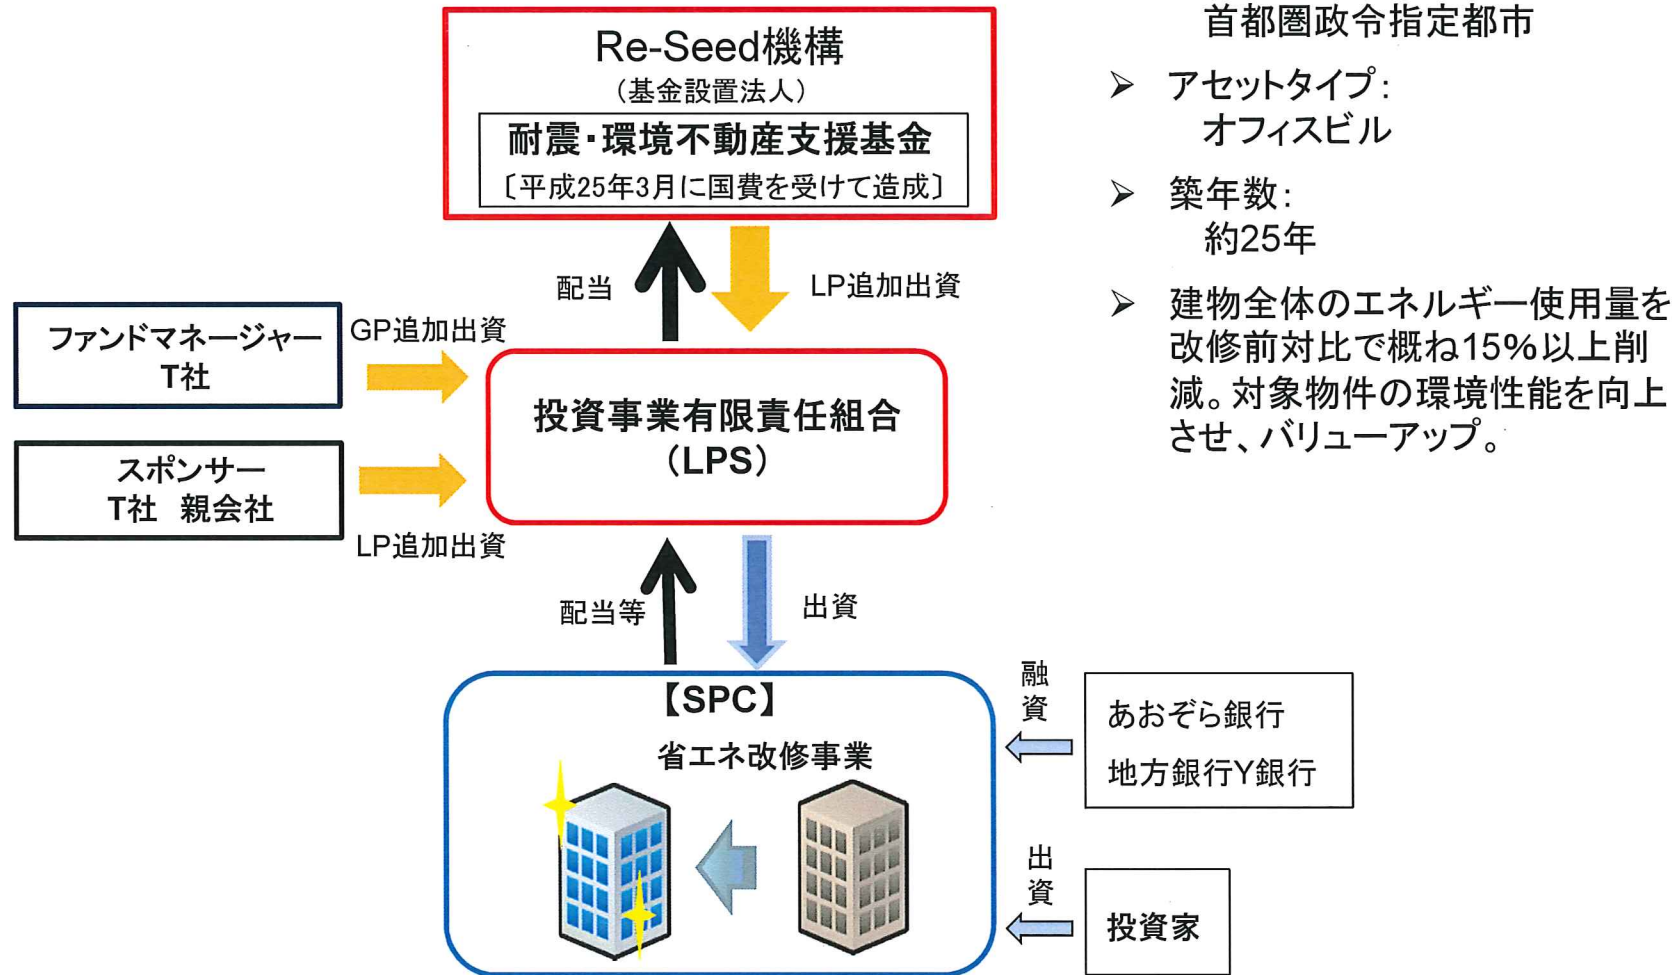 Re-Seed機構
（基金設置法人）
耐震・環境不動産支援基金
〔平成25年3月に国費を受けて造成〕
配当
LP追加出資
ファンドマネージャー
T社
GP追加出資
スポンサー
T社　親会社
LP追加出資
投資事業有限責任組合
（LPS）
配当等
出資
【SPC】
省エネ改修事業
融資
あおぞら銀行
地方銀行Y銀行
出資
投資家
首都圏政令指定都市
➢ アセットタイプ：
オフィスビル
➢ 築年数：
約25年
➢ 建物全体のエネルギー使用量を
改修前対比で概ね15％以上削
減。対象物件の環境性能を向上
させ、バリューアップ。